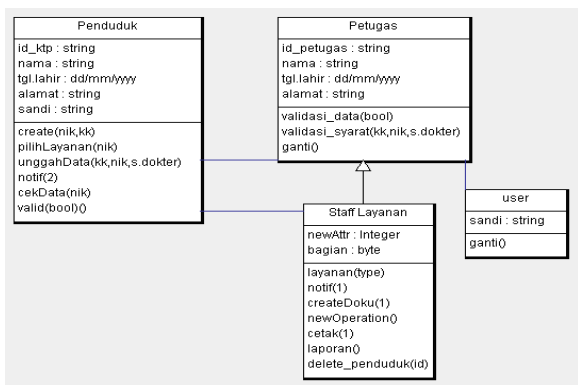 Penduduk
id_ktp : string
nama : string
tgl.lahir : dd/mm/yyyy
alamat : string
sandi : string
create(nik,kk)
pilihLayanan(nik)
unggahData(kk,nik,s.dokter)
notif(2)
cekData(nik)
valid(bool)()
Petugas
id_petugas : string
nama : string
tgl.lahir : dd/mm/yyyy
alamat : string
validasi_data(bool)
validasi_syarat(kk,nik,s.dokter)
ganti()
user
sandi : string
ganti()
Staff Layanan
newAttr : Integer
bagian : byte
layanan(type)
notif(1)
createDoku(1)
newOperation()
cetak(1)
laporan()
delete_penduduk(id)